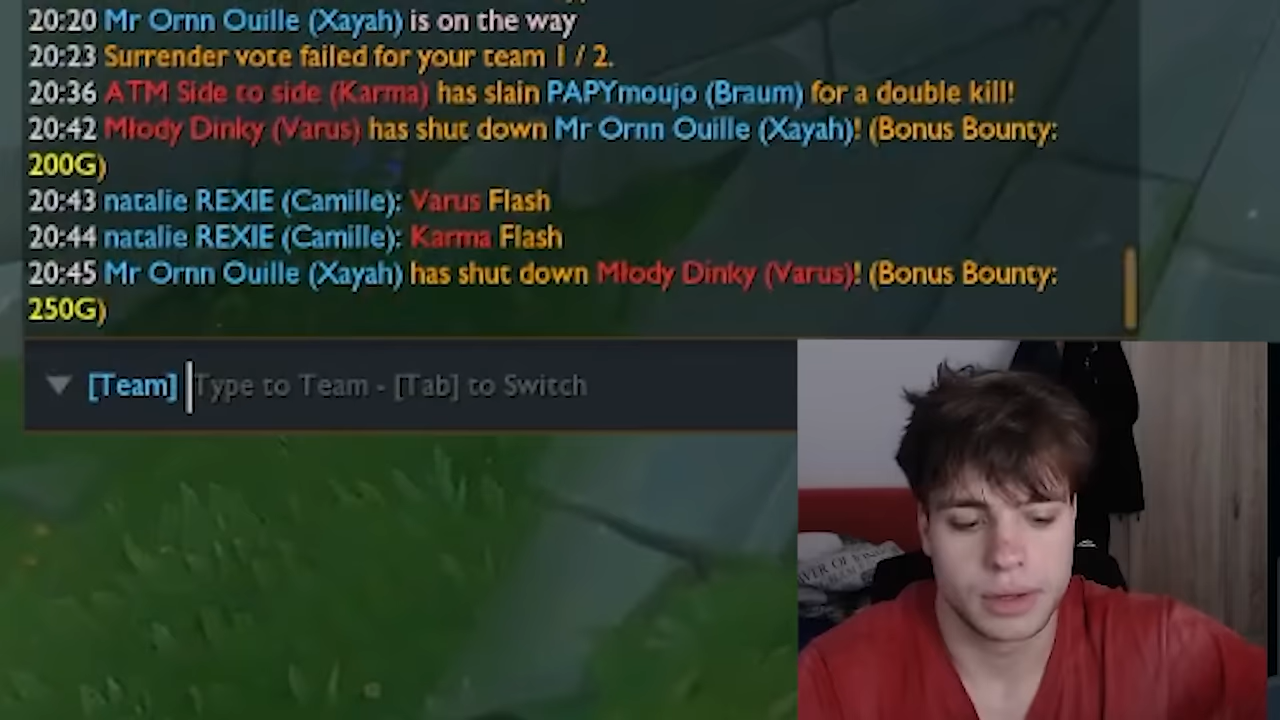 20:20 Mr Ornn Ouille (Xayah) is on the way
20:23 Surrender vote failed for your team 1 / 2.
20:36 ATM Side to side (Karma) has slain PAPYmoujo (Braum) for a double kill!
20:42 Młody Dinky (Varus) has shut down Mr Ornn Ouille (Xayah)! (Bonus Bounty:
200G)
20:43 natalie REXIE (Camille): Varus Flash
20:44 natalie REXIE (Camille): Karma Flash
20:45 Mr Ornn Ouille (Xayah) has shut down Młody Dinky (Varus)! (Bonus Bounty:
250G)
[Team] Type to Team - [Tab] to Switch